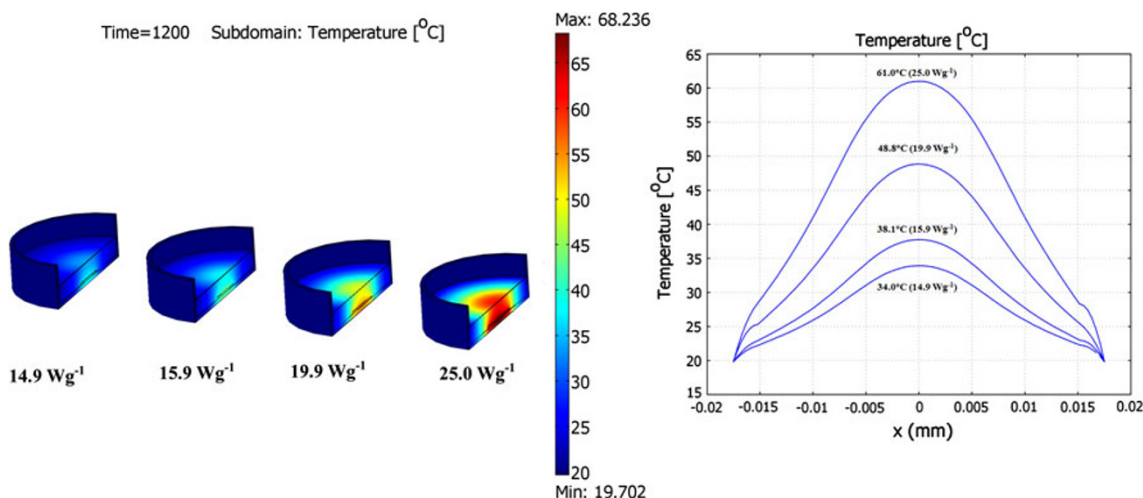 Time=1200 Subdomain: Temperature [°C]
Max: 68.236
65
60
55
50
45
40
35
30
25
20
Min: 19.702
14.9 Wg⁻¹
15.9 Wg⁻¹
19.9 Wg⁻¹
25.0 Wg⁻¹
Temperature [°C]
Temperature [°C]
65
60
55
50
45
40
35
30
25
20
15
61.0°C (25.0 Wg⁻¹)
48.8°C (19.9 Wg⁻¹)
38.1°C (15.9 Wg⁻¹)
34.0°C (14.9 Wg⁻¹)
-0.02 -0.015 -0.01 -0.005 0 0.005 0.01 0.015 0.02
x (mm)